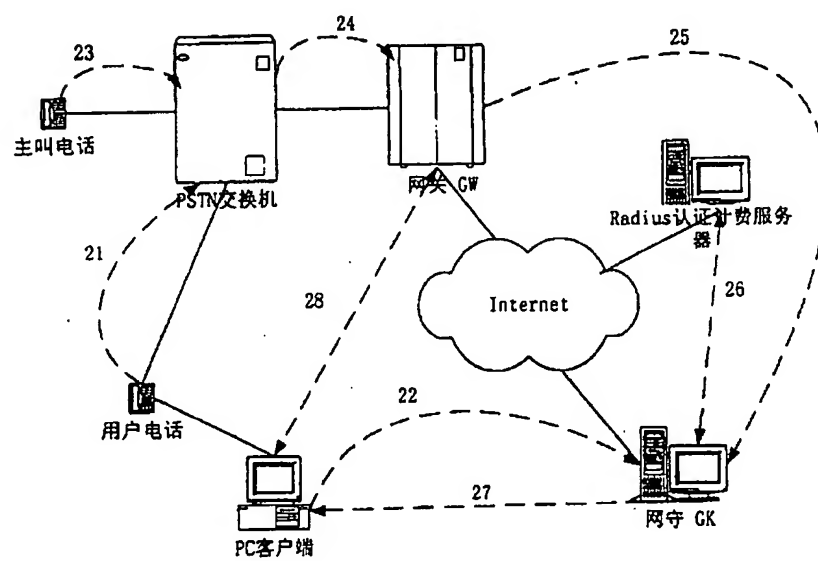 24
23
25
主叫电话
PSTN交换机
网关 GW
Radius认证计费服务
器
21
28
Internet
26
22
用户电话
27
网守 GK
PC客户端